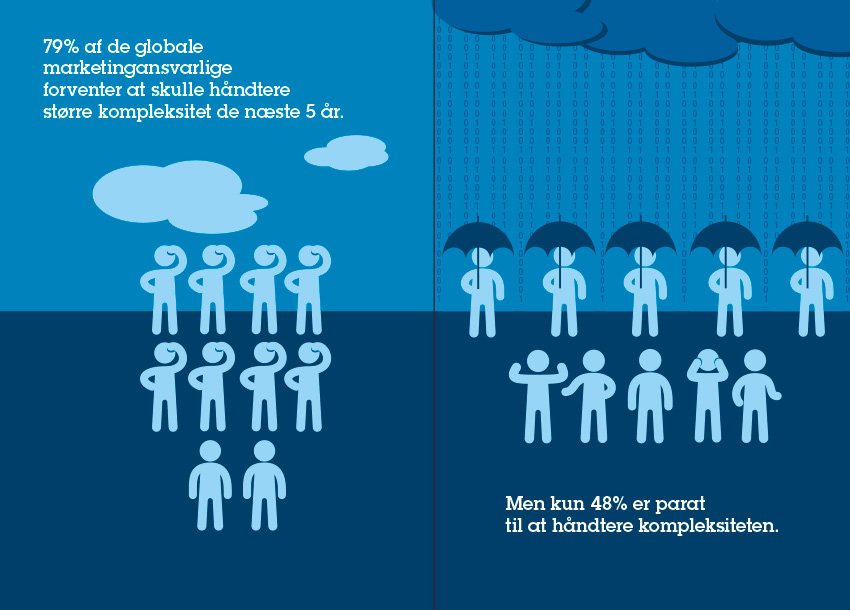 79% af de globale
marketingansvarlige
forventer at skulle håndtere
større kompleksitet de næste 5 år.
Men kun 48% er parat
til at håndtere kompleksiteten.